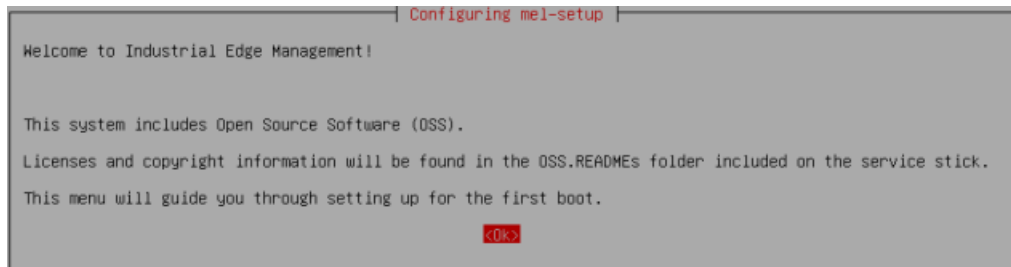 Configuring mel-setup
Welcome to Industrial Edge Management!
This system includes Open Source Software (OSS).
Licenses and copyright information will be found in the OSS.READMEs folder included on the service stick.
This menu will guide you through setting up for the first boot.
<Ok>